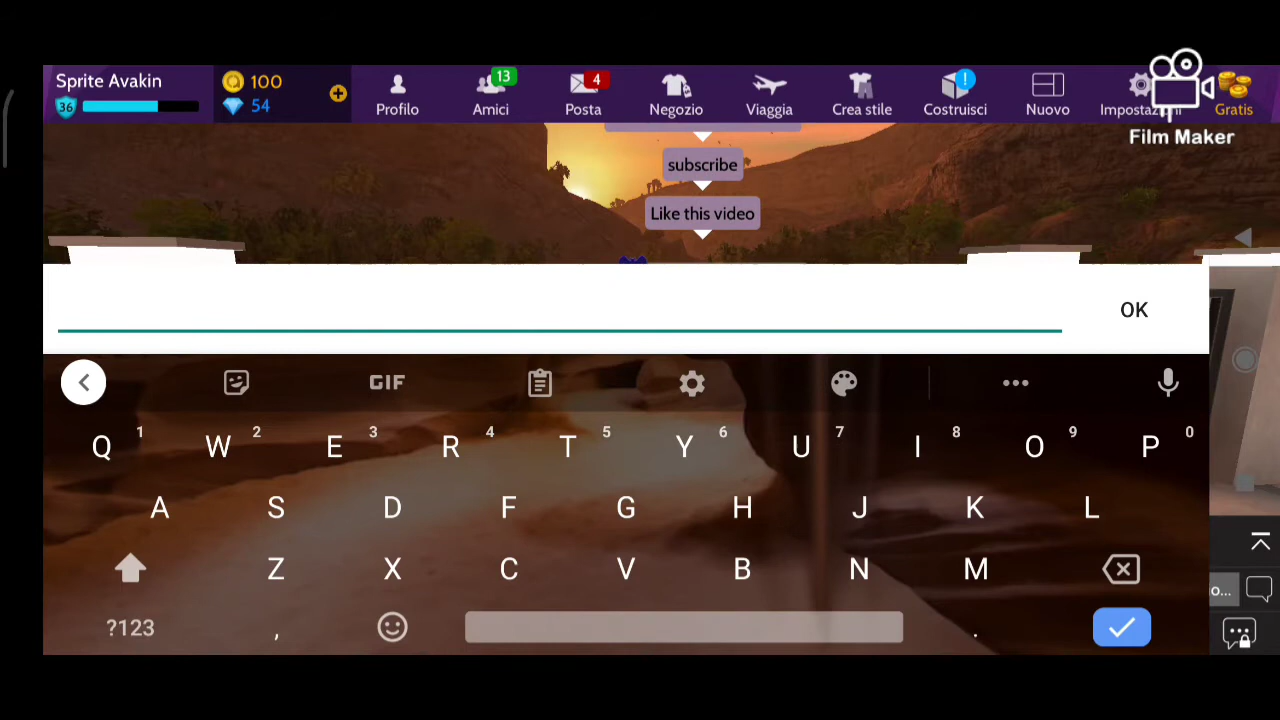 Sprite Avakin
36
100
54
13
4
!
Profilo
Amici
Posta
Negozio
Viaggia
Crea stile
Costruisci
Nuovo
Gratis
Film Maker
subscribe
Like this video
OK
GIF
Q 1 W 2 E 3 R 4 T 5 Y 6 U 7 I 8 O 9 P 0
A S D F G H J K L
Z X C V B N M
o...
?123 , .